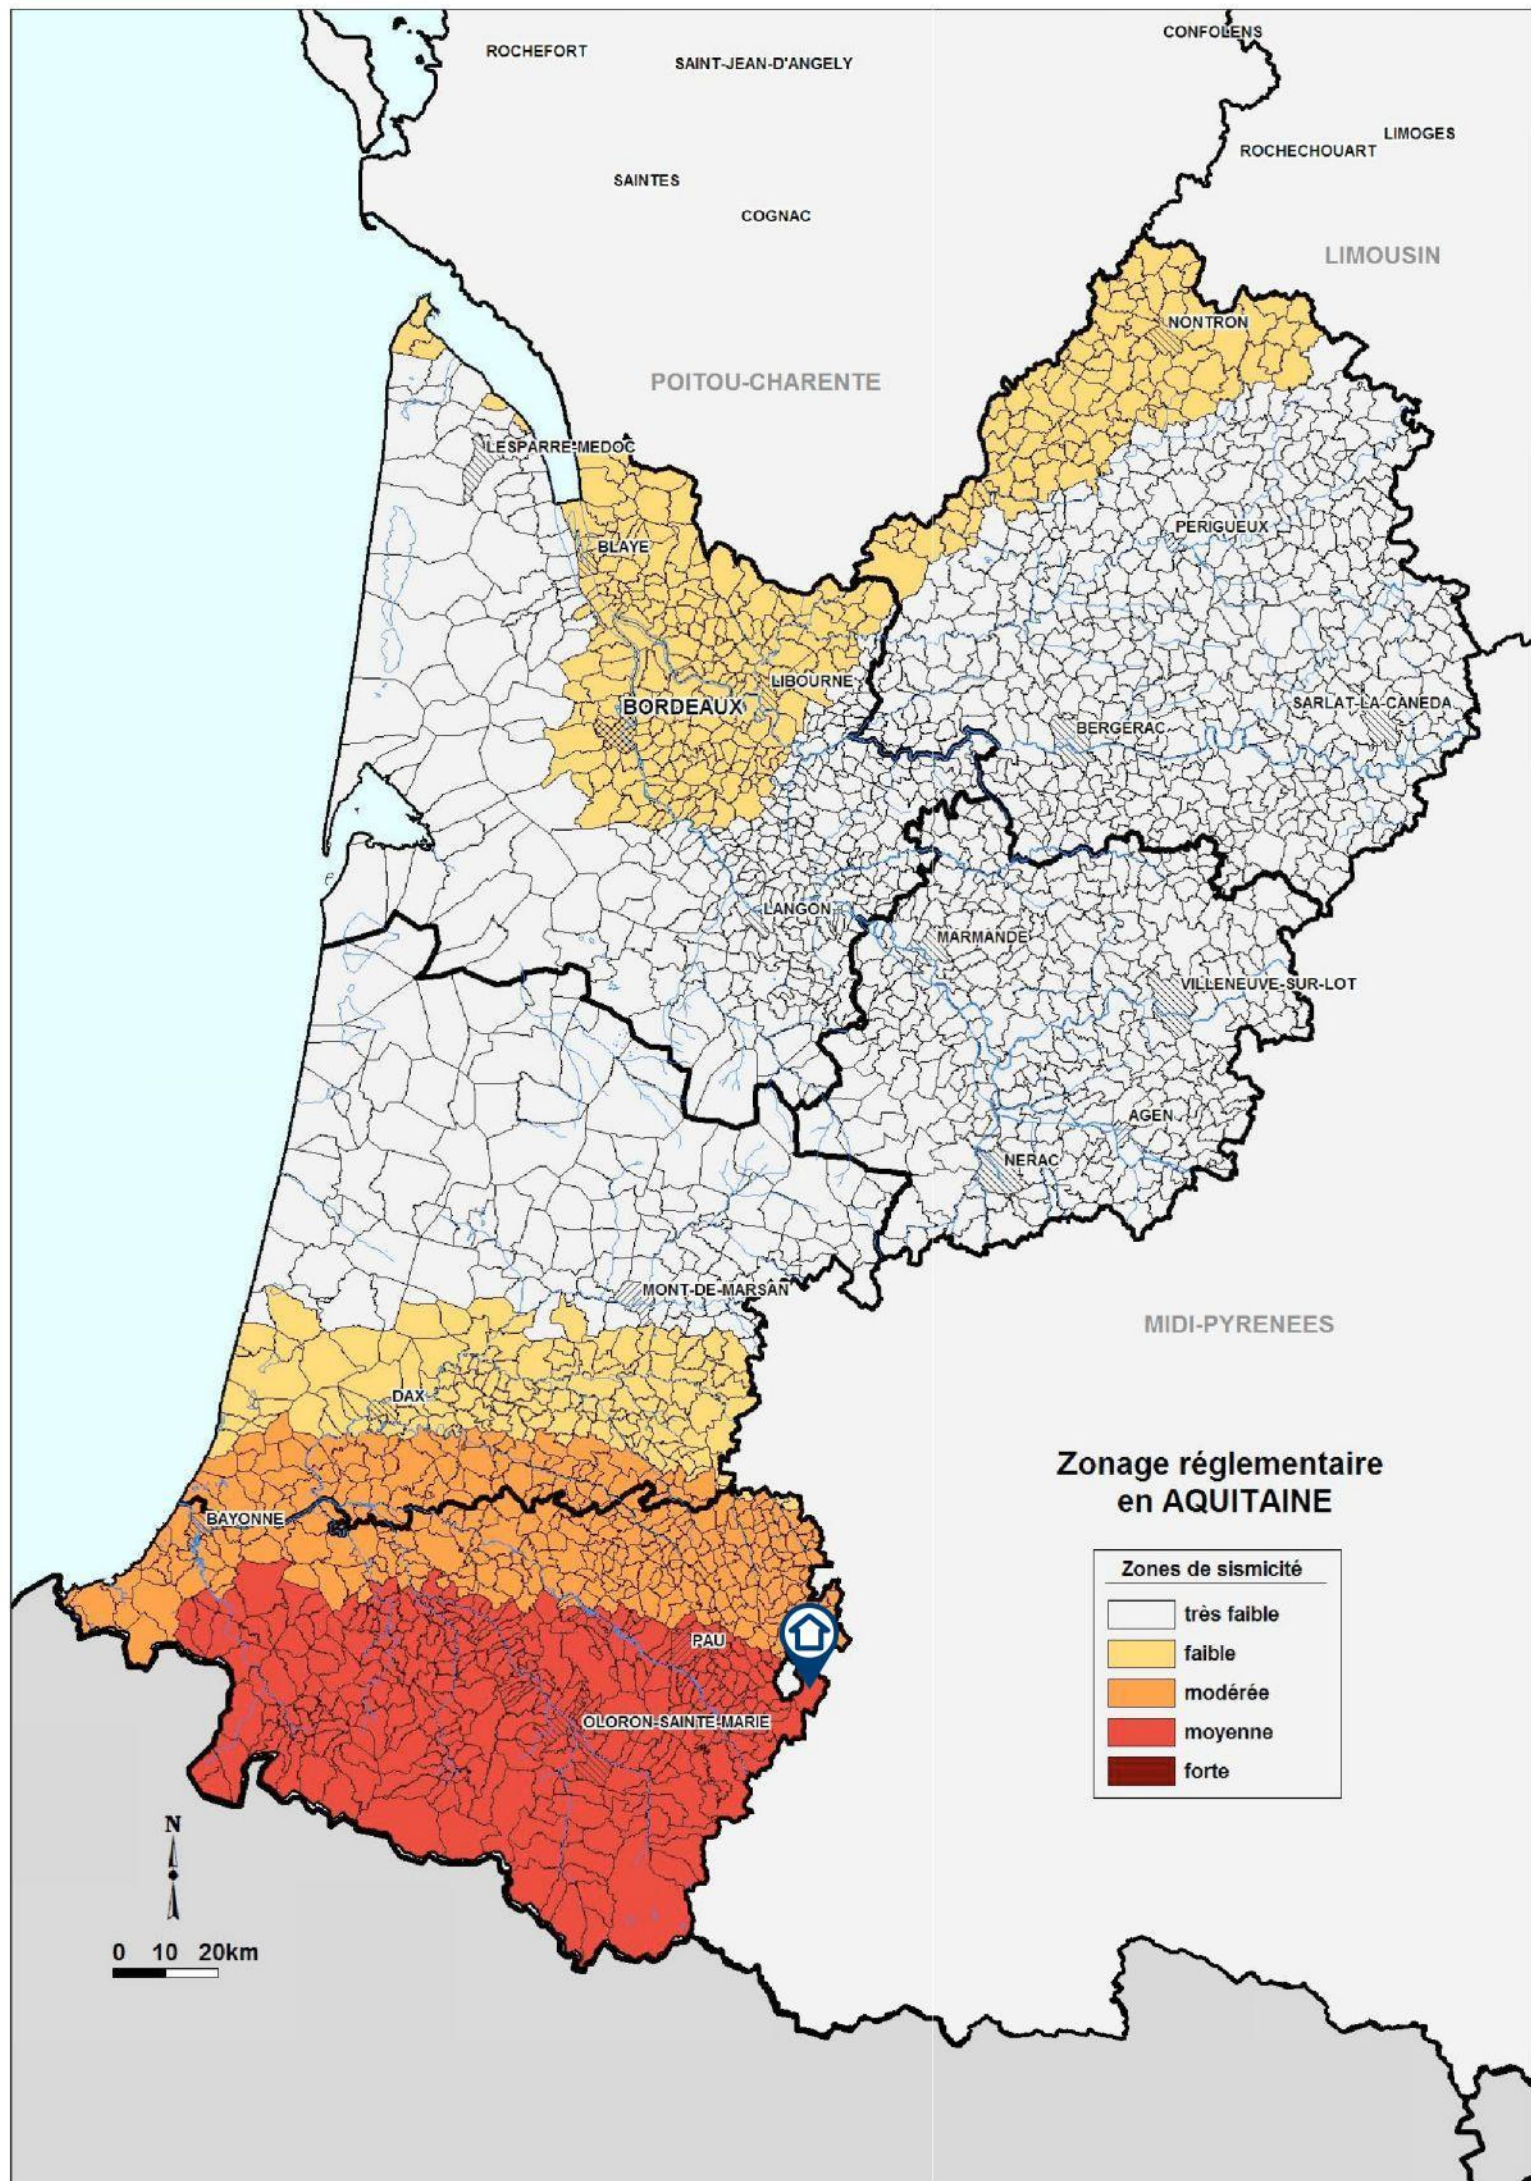 CONFOLENS
ROCHEFORT
SAINT-JEAN-D'ANGELY
LIMOGES
ROCHECHOUART
SAINTES
COGNAC
LIMOUSIN
NONTRON
POITOU-CHARENTE
LESPARRE-MEDOC
PERIGUEUX
BLAYE
LIBOURNE
BORDEAUX
SARLAT-LA-CANEDA
BERGERAC
LANGON
MARMANDE
VILLENEUVE-SUR-LOT
AGEN
NERAC
MONT-DE-MARSAN
MIDI-PYRENEES
DAX
Zonage réglementaire
en AQUITAINE
BAYONNE
Zones de sismicité
très faible
faible
modérée
moyenne
forte
PAU
OLORON-SAINTE-MARIE
N
0 10 20km